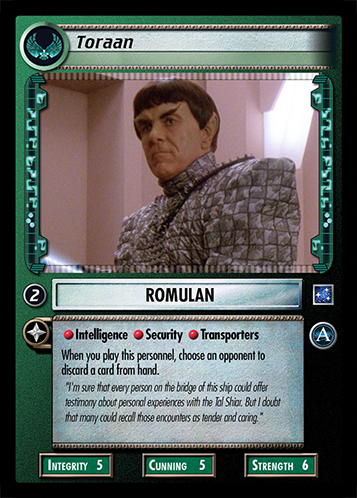 Toraan
2
ROMULAN
A
Intelligence Security Transporters
When you play this personnel, choose an opponent to
discard a card from hand.
"I'm sure that every person on the bridge of this ship could offer
testimony about personal experiences with the Tal Shiar. But I doubt
that many could recall those encounters as tender and caring."
INTEGRITY 5 CUNNING 5 STRENGTH 6